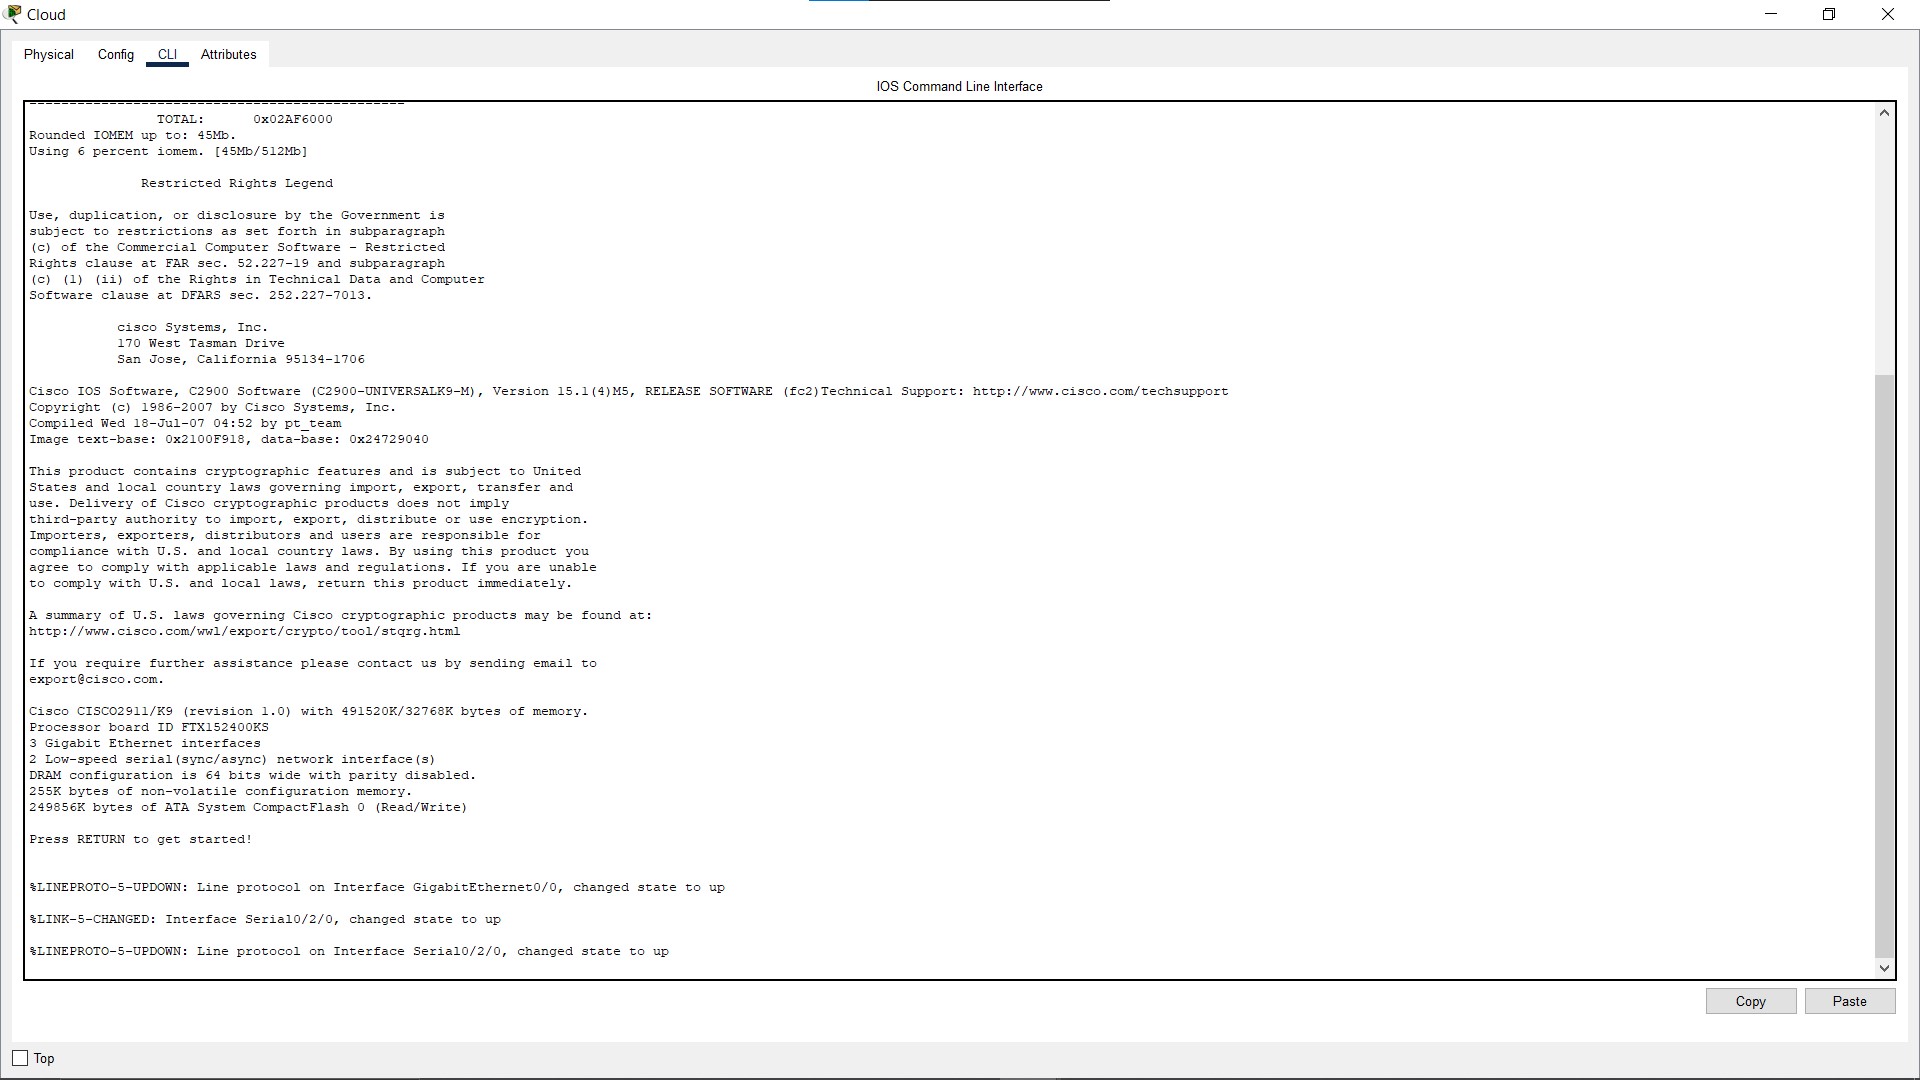 Cloud
Physical Config CLI Attributes
IOS Command Line Interface
-----------------------------------------------
TOTAL: 0x02AF6000
Rounded IOMEM up to: 45Mb.
Using 6 percent iomem. [45Mb/512Mb]
Restricted Rights Legend
Use, duplication, or disclosure by the Government is
subject to restrictions as set forth in subparagraph
(c) of the Commercial Computer Software - Restricted
Rights clause at FAR sec. 52.227-19 and subparagraph
(c) (1) (ii) of the Rights in Technical Data and Computer
Software clause at DFARS sec. 252.227-7013.
cisco Systems, Inc.
170 West Tasman Drive
San Jose, California 95134-1706
Cisco IOS Software, C2900 Software (C2900-UNIVERSALK9-M), Version 15.1(4)M5, RELEASE SOFTWARE (fc2)Technical Support: http://www.cisco.com/techsupport
Copyright (c) 1986-2007 by Cisco Systems, Inc.
Compiled Wed 18-Jul-07 04:52 by pt_team
Image text-base: 0x2100F918, data-base: 0x24729040
This product contains cryptographic features and is subject to United
States and local country laws governing import, export, transfer and
use. Delivery of Cisco cryptographic products does not imply
third-party authority to import, export, distribute or use encryption.
Importers, exporters, distributors and users are responsible for
compliance with U.S. and local country laws. By using this product you
agree to comply with applicable laws and regulations. If you are unable
to comply with U.S. and local laws, return this product immediately.
A summary of U.S. laws governing Cisco cryptographic products may be found at:
http://www.cisco.com/wwl/export/crypto/tool/stqrg.html
If you require further assistance please contact us by sending email to
export@cisco.com.
Cisco CISCO2911/K9 (revision 1.0) with 491520K/32768K bytes of memory.
Processor board ID FTX152400KS
3 Gigabit Ethernet interfaces
2 Low-speed serial(sync/async) network interface(s)
DRAM configuration is 64 bits wide with parity disabled.
255K bytes of non-volatile configuration memory.
249856K bytes of ATA System CompactFlash 0 (Read/Write)
Press RETURN to get started!
%LINEPROTO-5-UPDOWN: Line protocol on Interface GigabitEthernet0/0, changed state to up
%LINK-5-CHANGED: Interface Serial0/2/0, changed state to up
%LINEPROTO-5-UPDOWN: Line protocol on Interface Serial0/2/0, changed state to up
Copy Paste
Top